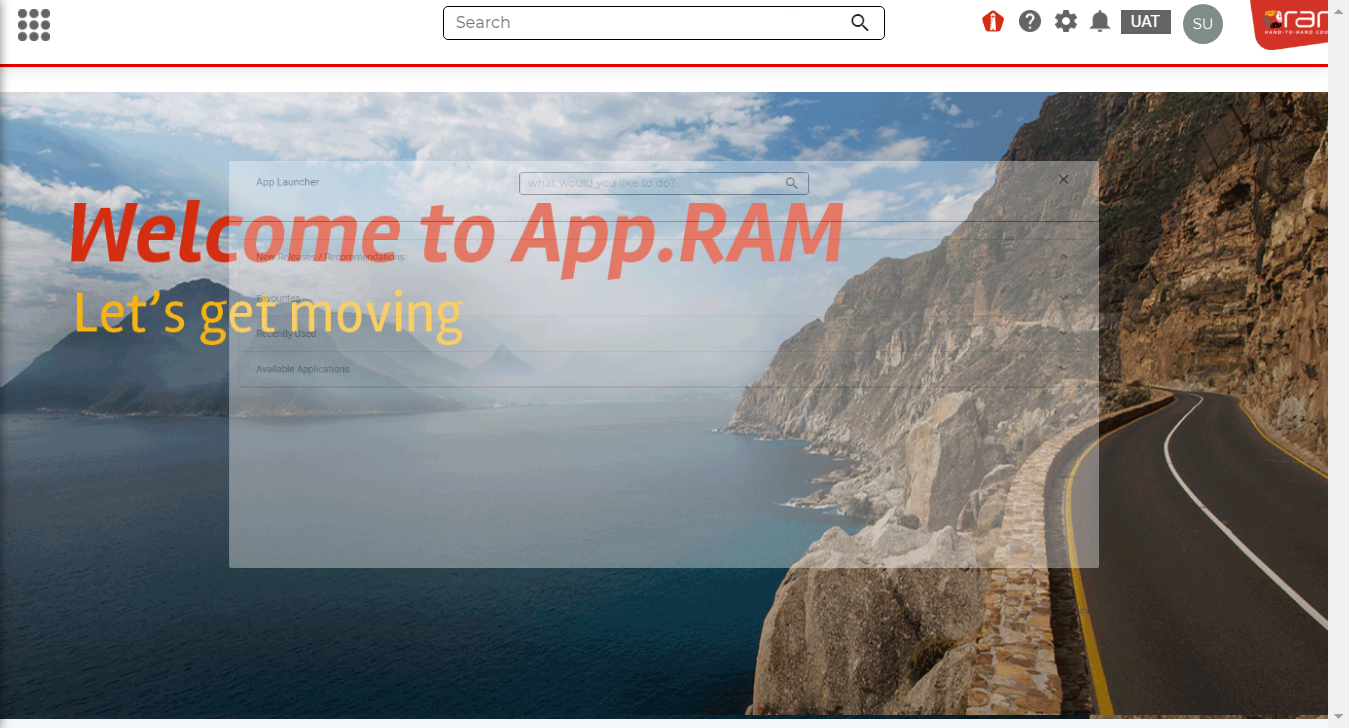 Search
UAT
SU
ram
HAND-TO-HAND COU
App Launcher
what would you like to do?
Welcome to App.RAM
New Releases / Recommendations
Let's get moving
Favourites
Recently Used
Available Applications